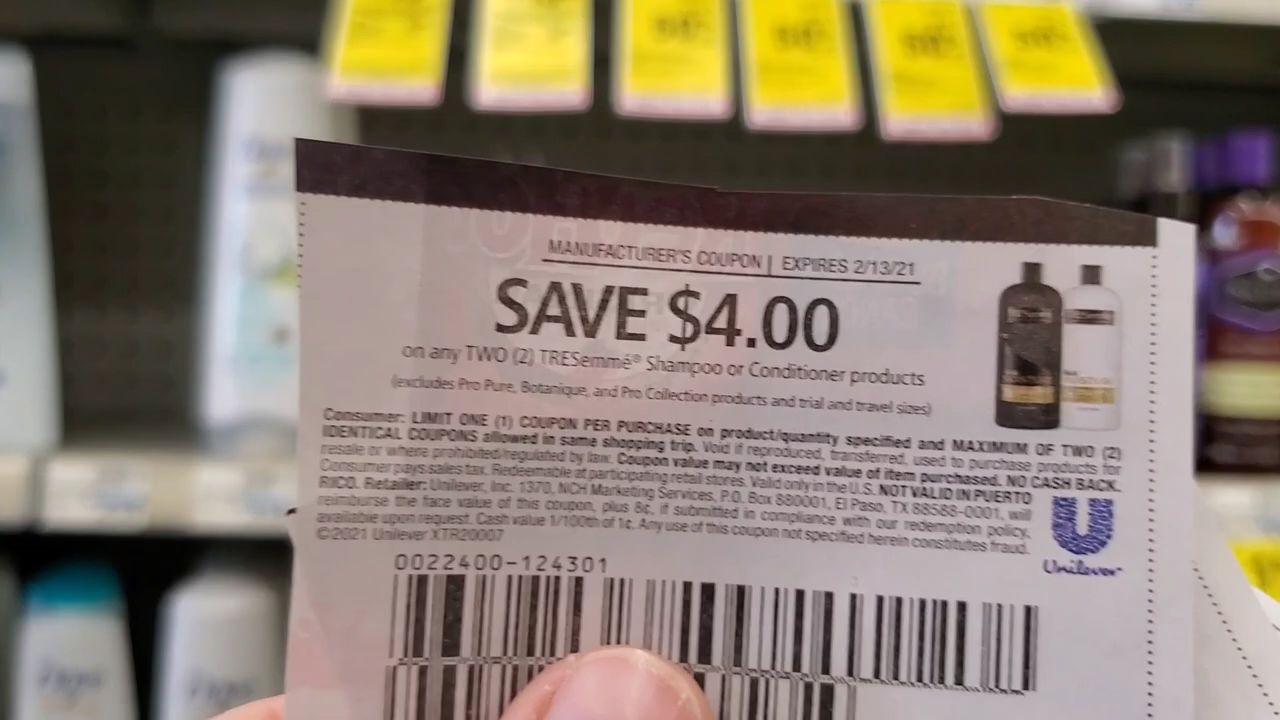 MANUFACTURER'S COUPON | EXPIRES 2/13/21
SAVE $4.00
on any TWO (2) TRESemmé® Shampoo or Conditioner products
(excludes Pro Pure, Botanique, and Pro Collection products and trial and travel sizes)
Consumer: LIMIT ONE (1) COUPON PER PURCHASE on product/quantity specified and MAXIMUM OF TWO (2)
IDENTICAL COUPONS allowed in same shopping trip. Void if reproduced, transferred, used to purchase products for
resale or where prohibited/regulated by law. Coupon value may not exceed value of item purchased. NO CASH BACK.
Consumer pays sales tax. Redeemable at participating retail stores. Valid only in the U.S. NOT VALID IN PUERTO
RICO. Retailer: Unilever, Inc. 1370, NCH Marketing Services, P.O. Box 880001, El Paso, TX 88588-0001, will
reimburse the face value of this coupon, plus 8¢, if submitted in compliance with our redemption policy,
available upon request. Cash value 1/100th of 1¢. Any use of this coupon not specified herein constitutes fraud.
©2021 Unilever XTR20007
Unilever
0022400-124301
Dove
Dove